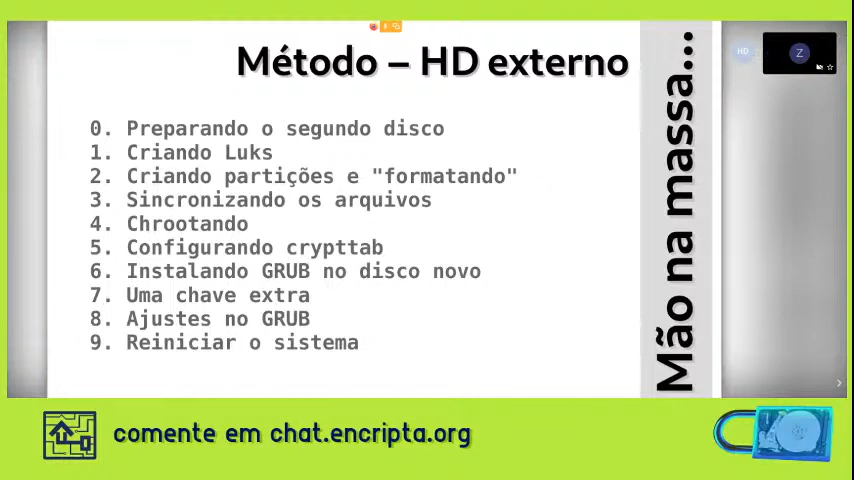 Método – HD externo
0. Preparando o segundo disco
1. Criando Luks
2. Criando partições e "formatando"
3. Sincronizando os arquivos
4. Chrootando
5. Configurando crypttab
6. Instalando GRUB no disco novo
7. Uma chave extra
8. Ajustes no GRUB
9. Reiniciar o sistema
Mão na massa...
HD
Z
comente em chat.encripta.org